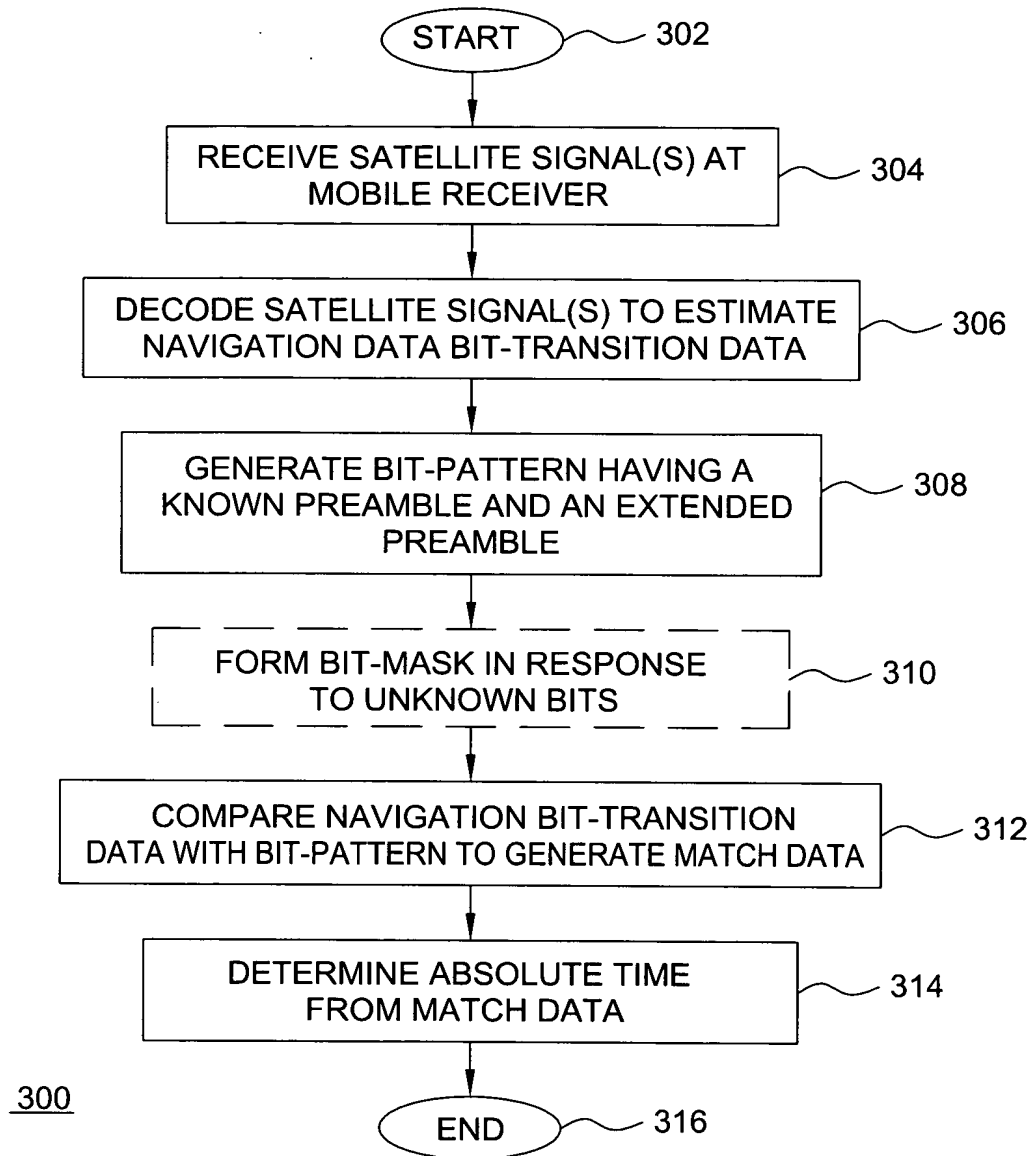 START
302
RECEIVE SATELLITE SIGNAL(S) AT
MOBILE RECEIVER
304
DECODE SATELLITE SIGNAL(S) TO ESTIMATE
NAVIGATION DATA BIT-TRANSITION DATA
306
GENERATE BIT-PATTERN HAVING A
KNOWN PREAMBLE AND AN EXTENDED
PREAMBLE
308
FORM BIT-MASK IN RESPONSE
TO UNKNOWN BITS
310
COMPARE NAVIGATION BIT-TRANSITION
DATA WITH BIT-PATTERN TO GENERATE MATCH DATA
312
DETERMINE ABSOLUTE TIME
FROM MATCH DATA
314
300
END
316